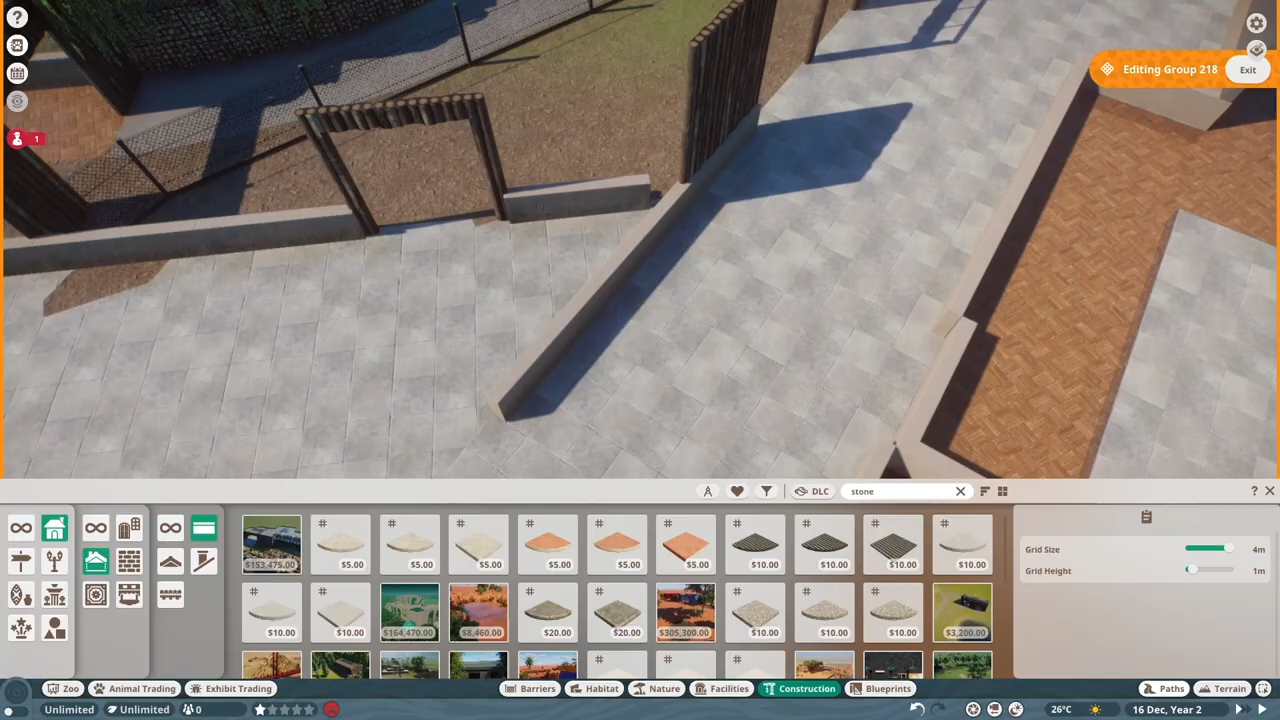 Editing Group 218
Exit
1
DLC
stone
Grid Size 4m
Grid Height 1m
$153,475.00 $5.00 $5.00 $5.00 $5.00 $5.00 $5.00 $10.00 $10.00 $10.00 $10.00
$10.00 $10.00 $164,470.00 $8,460.00 $20.00 $20.00 $305,300.00 $10.00 $10.00 $10.00 $3,200.00
Zoo Animal Trading Exhibit Trading Barriers Habitat Nature Facilities Construction Blueprints Paths Terrain
Unlimited Unlimited 0 26°C 16 Dec, Year 2